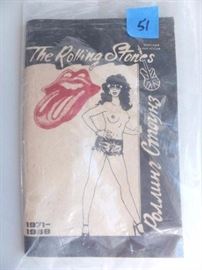 51
The Rolling Stones
Роллинг Стоунз
1971-
1988